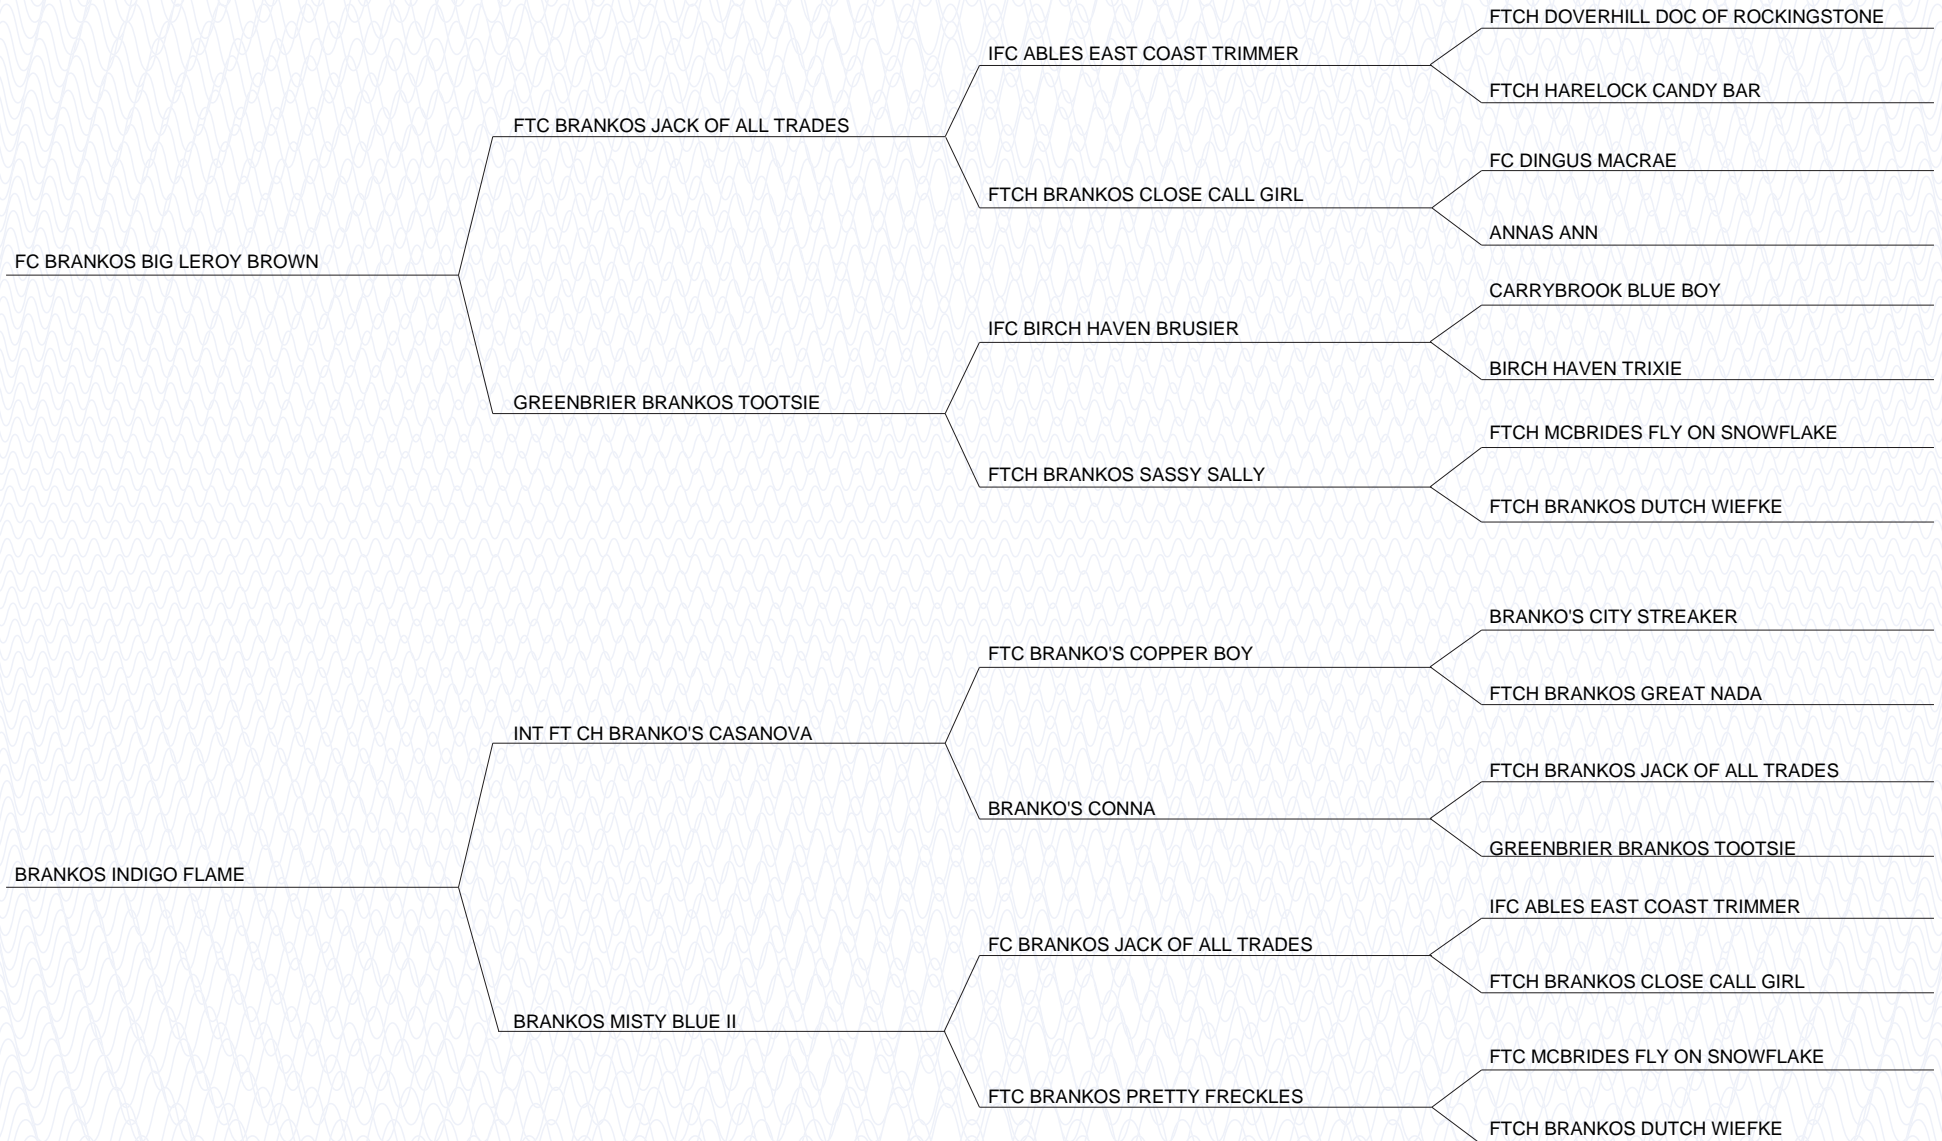 FTCH DOVERHILL DOC OF ROCKINGSTONE
IFC ABLES EAST COAST TRIMMER
FTCH HARELOCK CANDY BAR
FTC BRANKOS JACK OF ALL TRADES
FC DINGUS MACRAE
FTCH BRANKOS CLOSE CALL GIRL
ANNAS ANN
FC BRANKOS BIG LEROY BROWN
CARRYBROOK BLUE BOY
IFC BIRCH HAVEN BRUSIER
BIRCH HAVEN TRIXIE
GREENBRIER BRANKOS TOOTSIE
FTCH MCBRIDES FLY ON SNOWFLAKE
FTCH BRANKOS SASSY SALLY
FTCH BRANKOS DUTCH WIEFKE
BRANKO'S CITY STREAKER
FTC BRANKO'S COPPER BOY
FTCH BRANKOS GREAT NADA
INT FT CH BRANKO'S CASANOVA
FTCH BRANKOS JACK OF ALL TRADES
BRANKO'S CONNA
GREENBRIER BRANKOS TOOTSIE
BRANKOS INDIGO FLAME
IFC ABLES EAST COAST TRIMMER
FC BRANKOS JACK OF ALL TRADES
FTCH BRANKOS CLOSE CALL GIRL
BRANKOS MISTY BLUE II
FTC MCBRIDES FLY ON SNOWFLAKE
FTC BRANKOS PRETTY FRECKLES
FTCH BRANKOS DUTCH WIEFKE